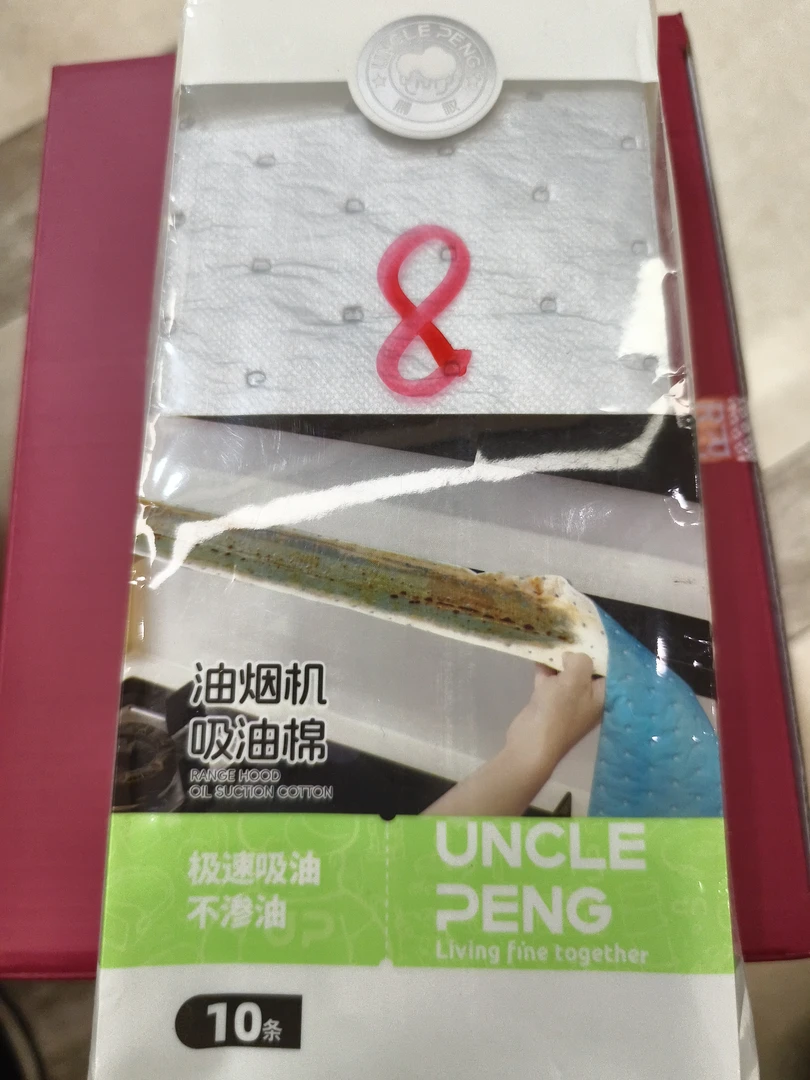 UNCLE PENG
8
油烟机
吸油棉
RANGE HOOD
OIL SUCTION COTTON
极速吸油
不渗油
UNCLE
PENG
Living fine together
10条